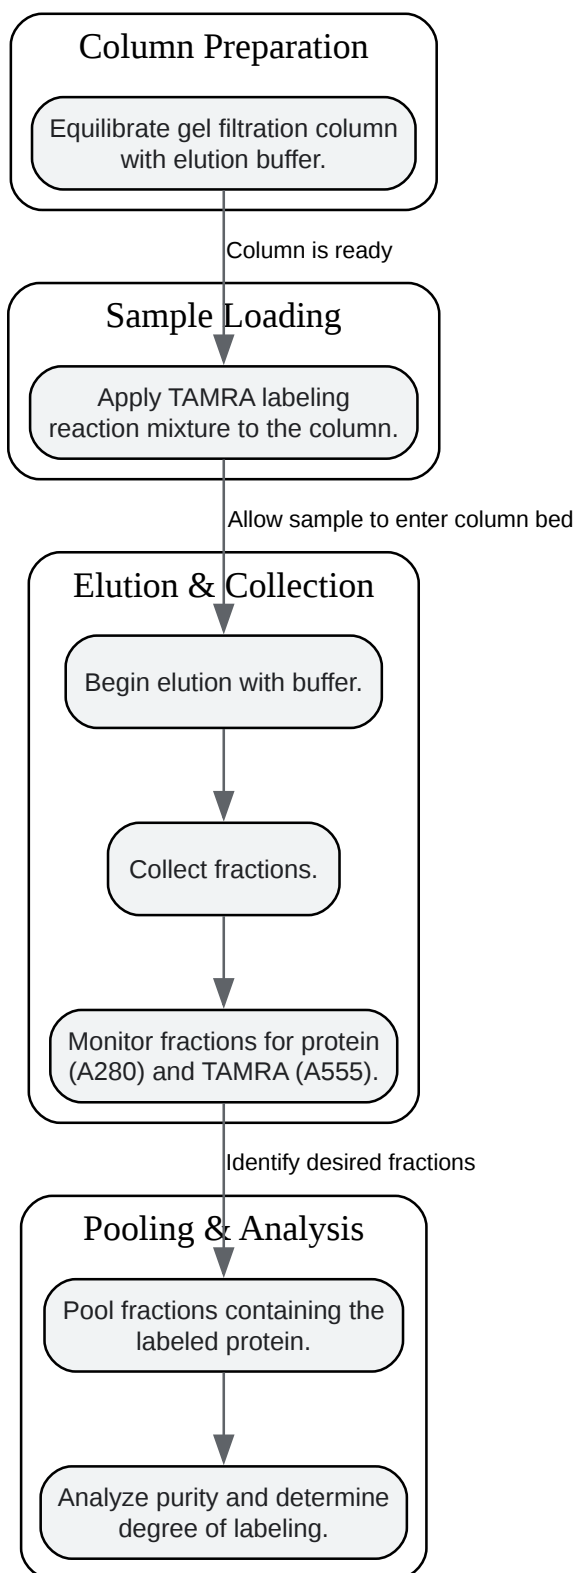 Column Preparation
Equilibrate gel filtration column
with elution buffer.
Column is ready
Sample Loading
Apply TAMRA labeling
reaction mixture to the column.
Allow sample to enter column bed
Elution & Collection
Begin elution with buffer.
Collect fractions.
Monitor fractions for protein
(A280) and TAMRA (A555).
Identify desired fractions
Pooling & Analysis
Pool fractions containing the
labeled protein.
Analyze purity and determine
degree of labeling.